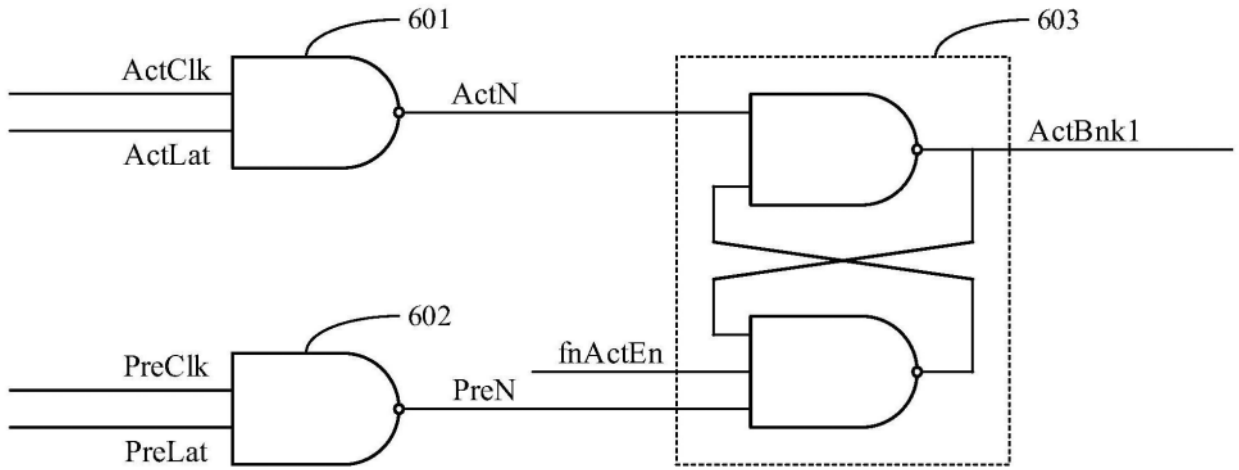 601
603
ActClk
ActN
ActLat
ActBnk1
602
fnActEn
PreClk
PreN
PreLat